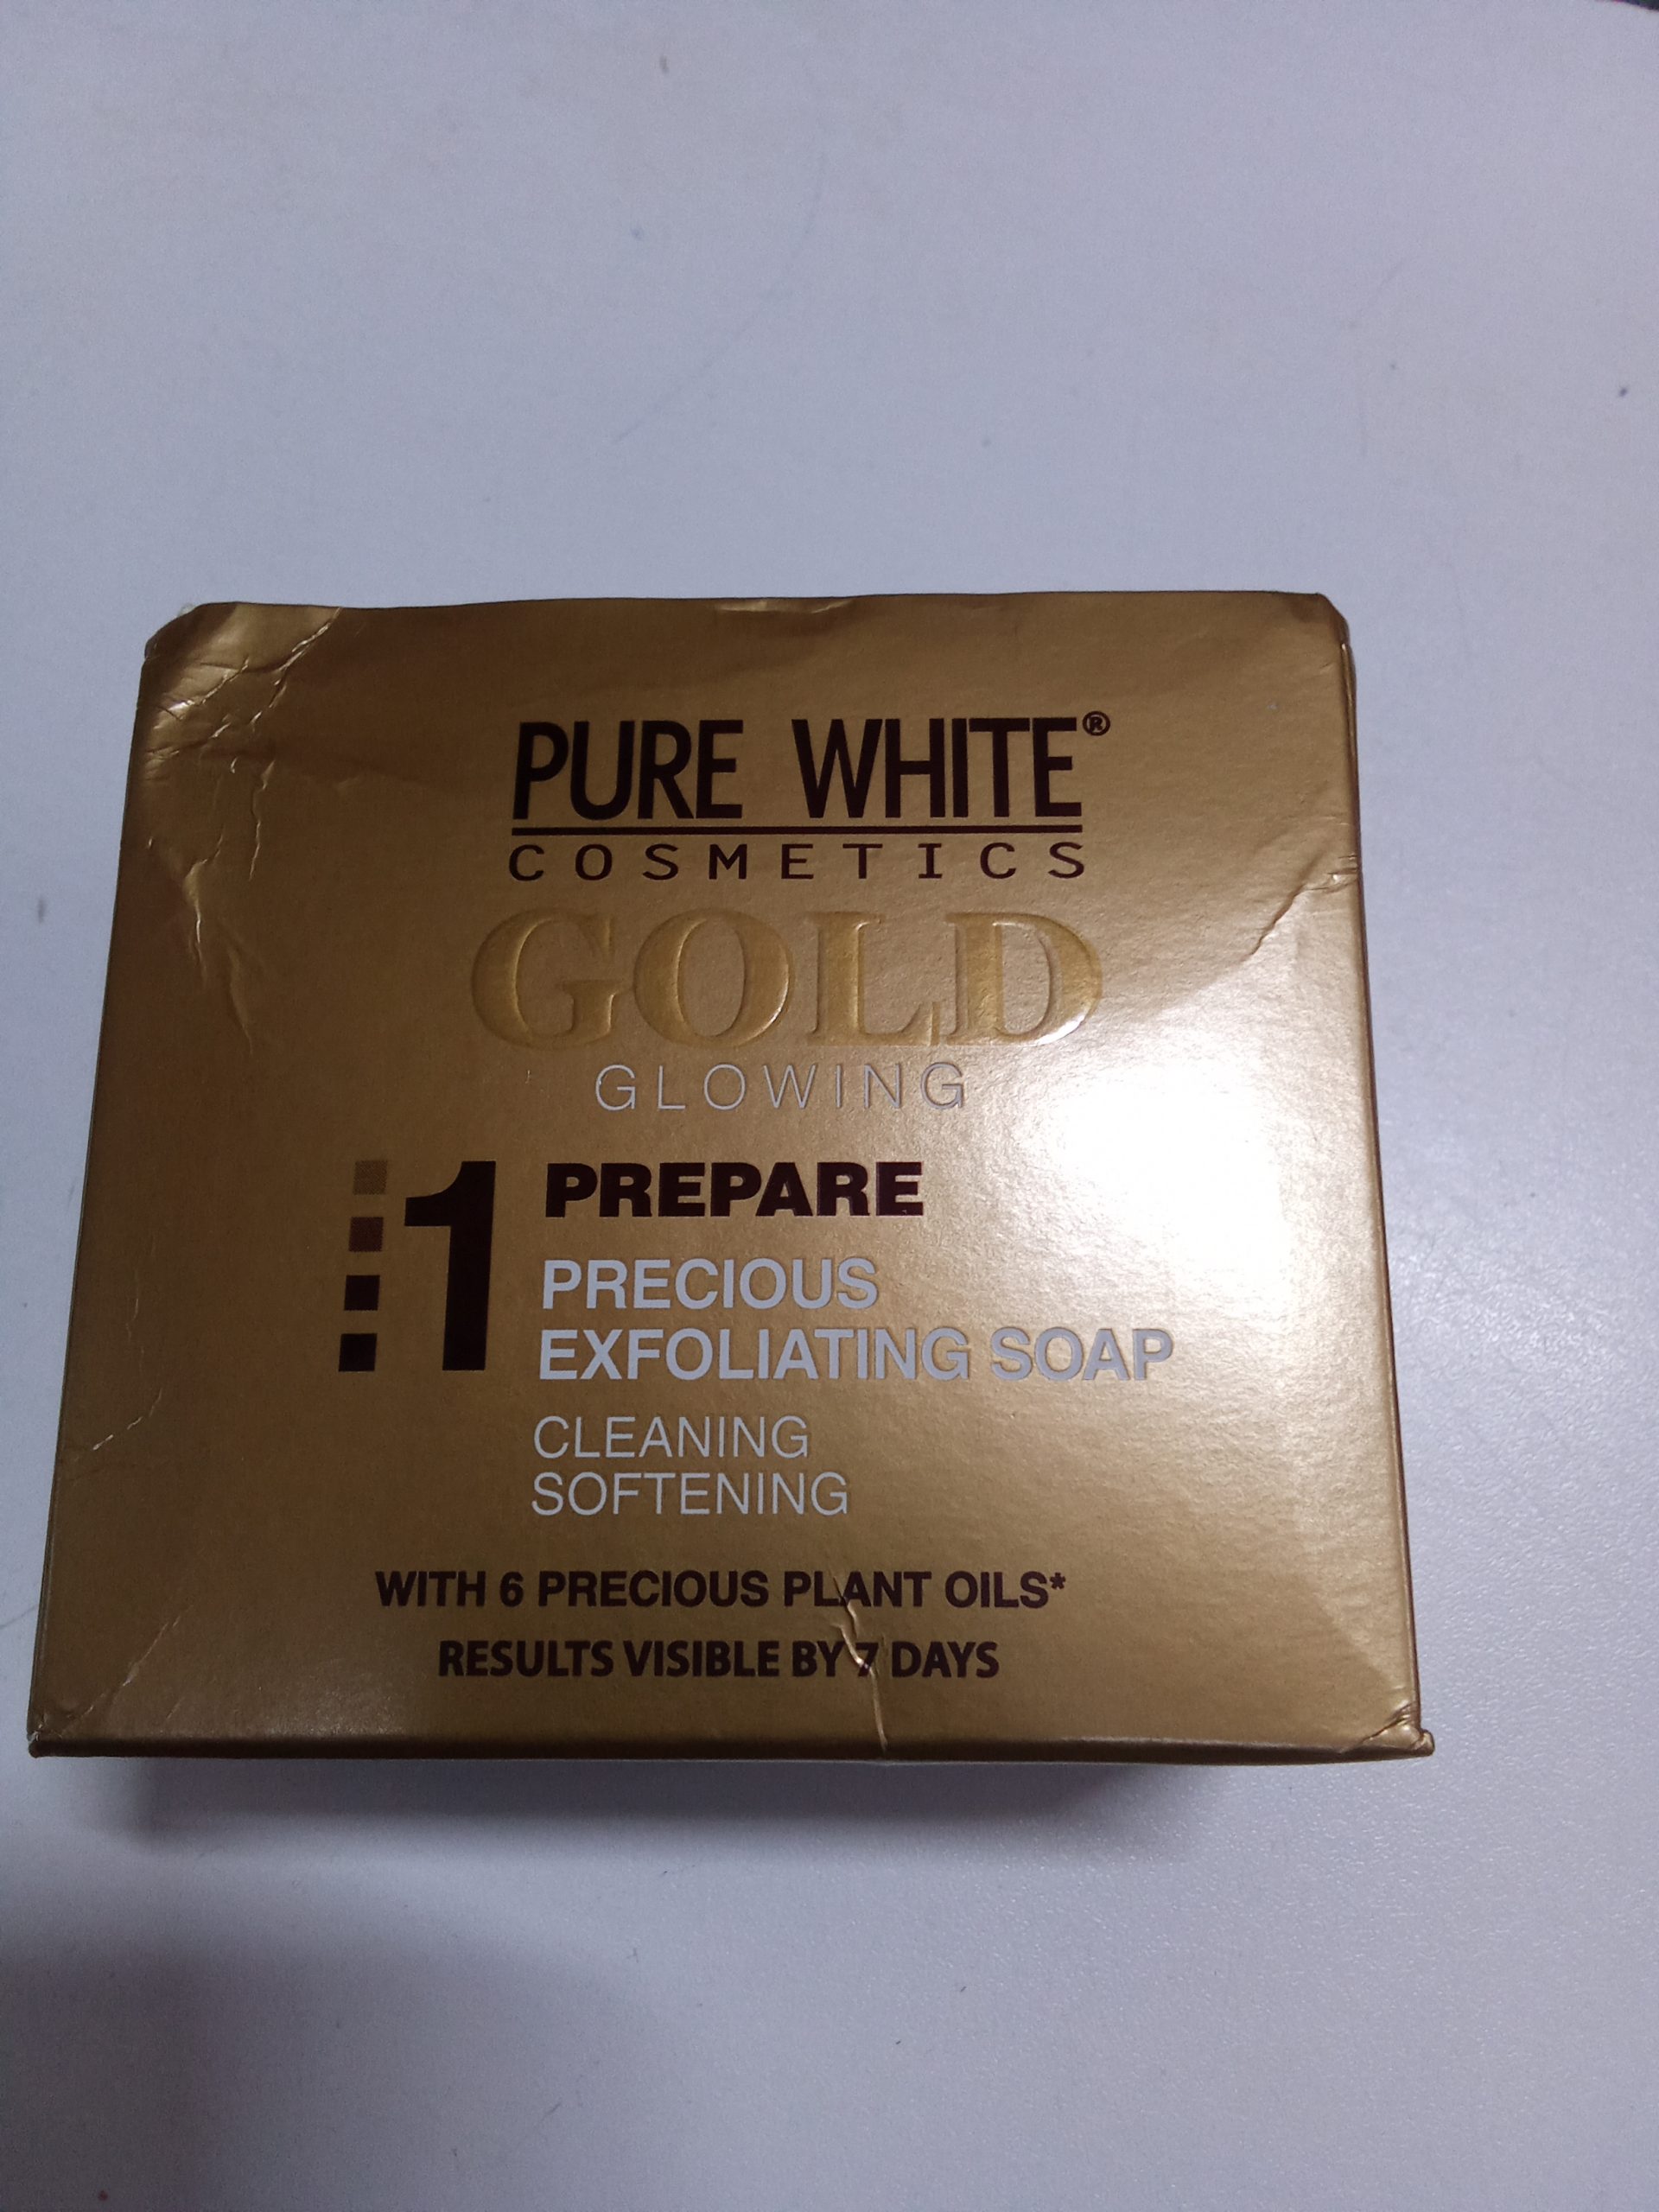 PURE WHITE®
COSMETICS
GOLD
GLOWING
1 PREPARE
PRECIOUS
EXFOLIATING SOAP
CLEANING
SOFTENING
WITH 6 PRECIOUS PLANT OILS*
RESULTS VISIBLE BY 7 DAYS